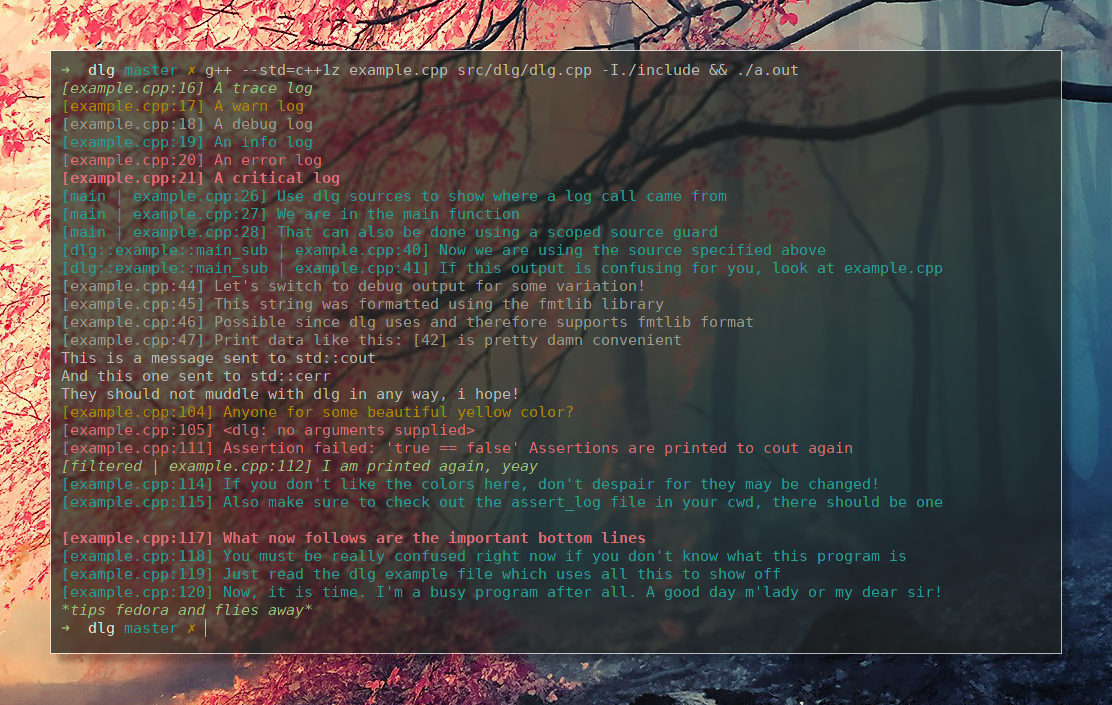 ➜  dlg master ✗ g++ --std=c++1z example.cpp src/dlg/dlg.cpp -I./include && ./a.out
[example.cpp:16] A trace log
[example.cpp:17] A warn log
[example.cpp:18] A debug log
[example.cpp:19] An info log
[example.cpp:20] An error log
[example.cpp:21] A critical log
[main | example.cpp:26] Use dlg sources to show where a log call came from
[main | example.cpp:27] We are in the main function
[main | example.cpp:28] That can also be done using a scoped source guard
[dlg::example::main_sub | example.cpp:40] Now we are using the source specified above
[dlg::example::main_sub | example.cpp:41] If this output is confusing for you, look at example.cpp
[example.cpp:44] Let's switch to debug output for some variation!
[example.cpp:45] This string was formatted using the fmtlib library
[example.cpp:46] Possible since dlg uses and therefore supports fmtlib format
[example.cpp:47] Print data like this: [42] is pretty damn convenient
This is a message sent to std::cout
And this one sent to std::cerr
They should not muddle with dlg in any way, i hope!
[example.cpp:104] Anyone for some beautiful yellow color?
[example.cpp:105] <dlg: no arguments supplied>
[example.cpp:111] Assertion failed: 'true == false' Assertions are printed to cout again
[filtered | example.cpp:112] I am printed again, yeay
[example.cpp:114] If you don't like the colors here, don't despair for they may be changed!
[example.cpp:115] Also make sure to check out the assert_log file in your cwd, there should be one
[example.cpp:117] What now follows are the important bottom lines
[example.cpp:118] You must be really confused right now if you don't know what this program is
[example.cpp:119] Just read the dlg example file which uses all this to show off
[example.cpp:120] Now, it is time. I'm a busy program after all. A good day m'lady or my dear sir!
*tips fedora and flies away*
➜  dlg master ✗